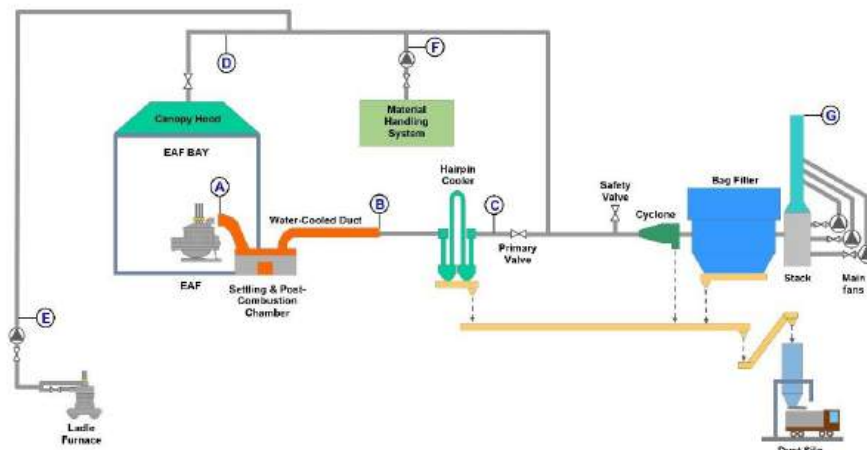 F
D
G
Canopy Hood
Material
Handling
System
EAF BAY
Hairpin
Cooler
Bag Filler
Safety
Valve
A
B
C
Cyclone
Water-Cooled Duct
Primary
Valve
EAF
Settling & Post-
Combustion
Chamber
Stack
Main
fans
E
Ladle
Furnace